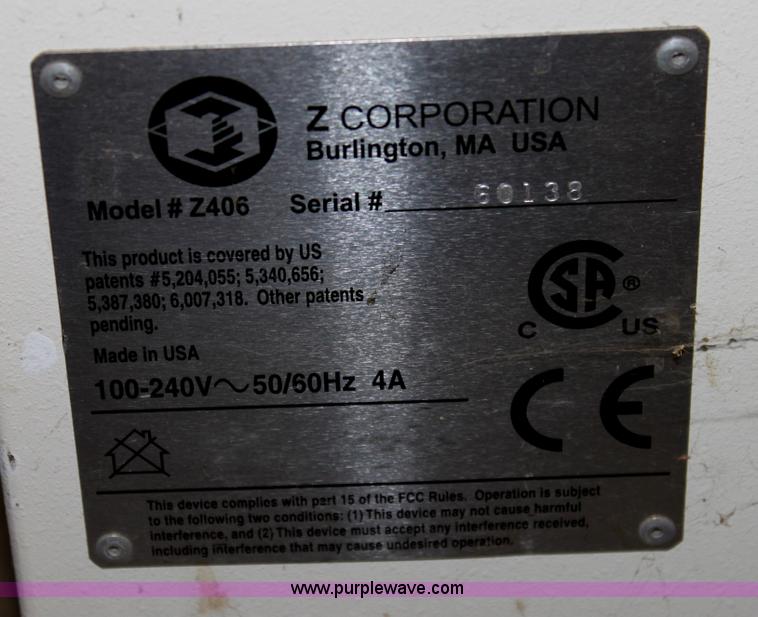 Z CORPORATION
Burlington, MA USA
Model # Z406 Serial # 60138
This product is covered by US
patents #5,204,055; 5,340,656;
5,387,380; 6,007,318. Other patents
pending.
Made in USA
100-240V~50/60Hz 4A
CSA®
C US
CE
This device complies with part 15 of the FCC Rules. Operation is subject
to the following two conditions: (1) This device may not cause harmful
interference, and (2) This device must accept any interference received,
including interference that may cause undesired operation.
www.purplewave.com